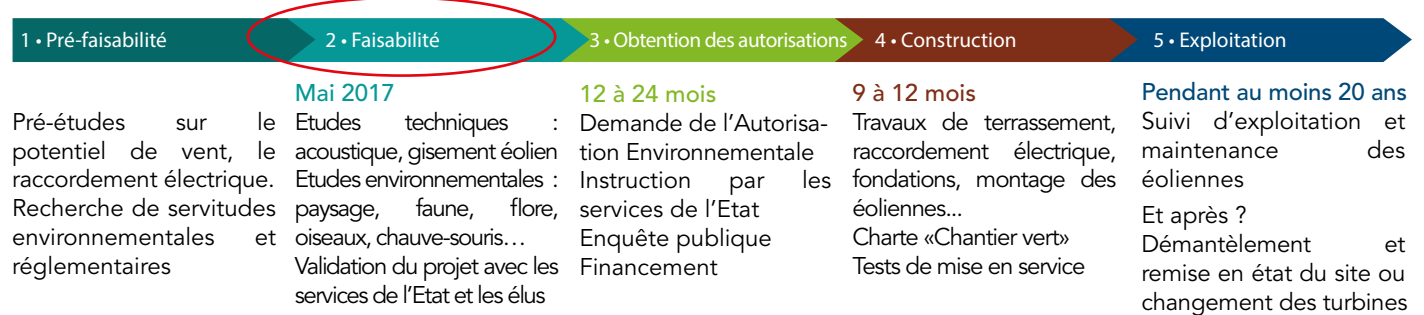 1 • Pré-faisabilité
2 • Faisabilité
3 • Obtention des autorisations
4 • Construction
5 • Exploitation
Pré-études sur le
potentiel de vent, le
raccordement électrique.
Recherche de servitudes
environnementales et
réglementaires
Mai 2017
Etudes techniques :
acoustique, gisement éolien
Etudes environnementales :
paysage, faune, flore,
oiseaux, chauve-souris…
Validation du projet avec les
services de l'Etat et les élus
12 à 24 mois
Demande de l'Autorisa-
tion Environnementale
Instruction par les
services de l'Etat
Enquête publique
Financement
9 à 12 mois
Travaux de terrassement,
raccordement électrique,
fondations, montage des
éoliennes...
Charte «Chantier vert»
Tests de mise en service
Pendant au moins 20 ans
Suivi d'exploitation et
maintenance des
éoliennes
Et après ?
Démantèlement et
remise en état du site ou
changement des turbines